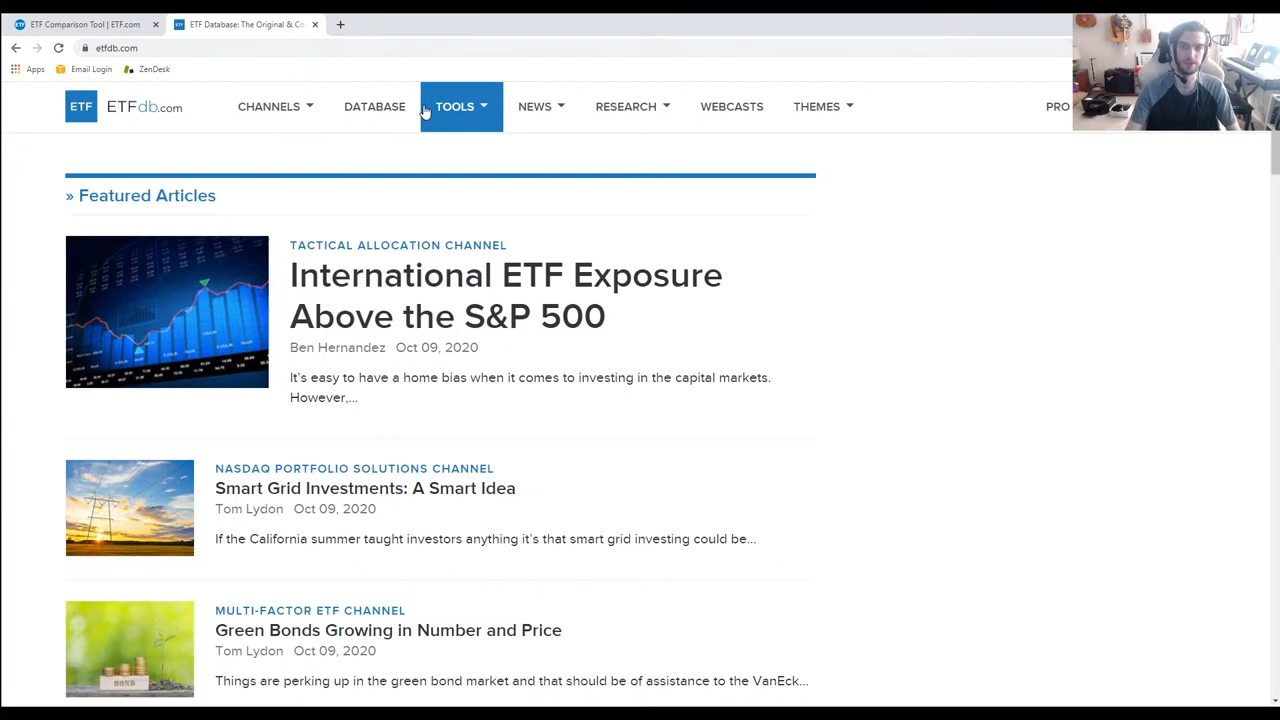 ETF Comparison Tool | ETF.com
ETF Database: The Original & Co
etfdb.com
Apps
Email Login
ZenDesk
ETF
ETFdb.com
CHANNELS
DATABASE
TOOLS
NEWS
RESEARCH
WEBCASTS
THEMES
PRO
» Featured Articles
TACTICAL ALLOCATION CHANNEL
International ETF Exposure
Above the S&P 500
Ben Hernandez Oct 09, 2020
It's easy to have a home bias when it comes to investing in the capital markets.
However,...
NASDAQ PORTFOLIO SOLUTIONS CHANNEL
Smart Grid Investments: A Smart Idea
Tom Lydon Oct 09, 2020
If the California summer taught investors anything it's that smart grid investing could be...
MULTI-FACTOR ETF CHANNEL
Green Bonds Growing in Number and Price
Tom Lydon Oct 09, 2020
Things are perking up in the green bond market and that should be of assistance to the VanEck...
BOND